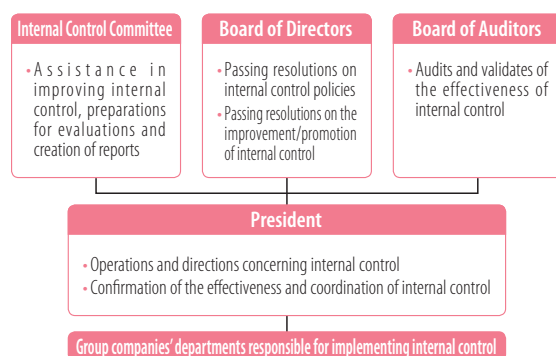 Internal Control Committee
• Assistance in
improving internal
control, preparations
for evaluations and
creation of reports
Board of Directors
• Passing resolutions on
internal control policies
• Passing resolutions on the
improvement/promotion
of internal control
Board of Auditors
• Audits and validates of
the effectiveness of
internal control
President
• Operations and directions concerning internal control
• Confirmation of the effectiveness and coordination of internal control
Group companies' departments responsible for implementing internal control